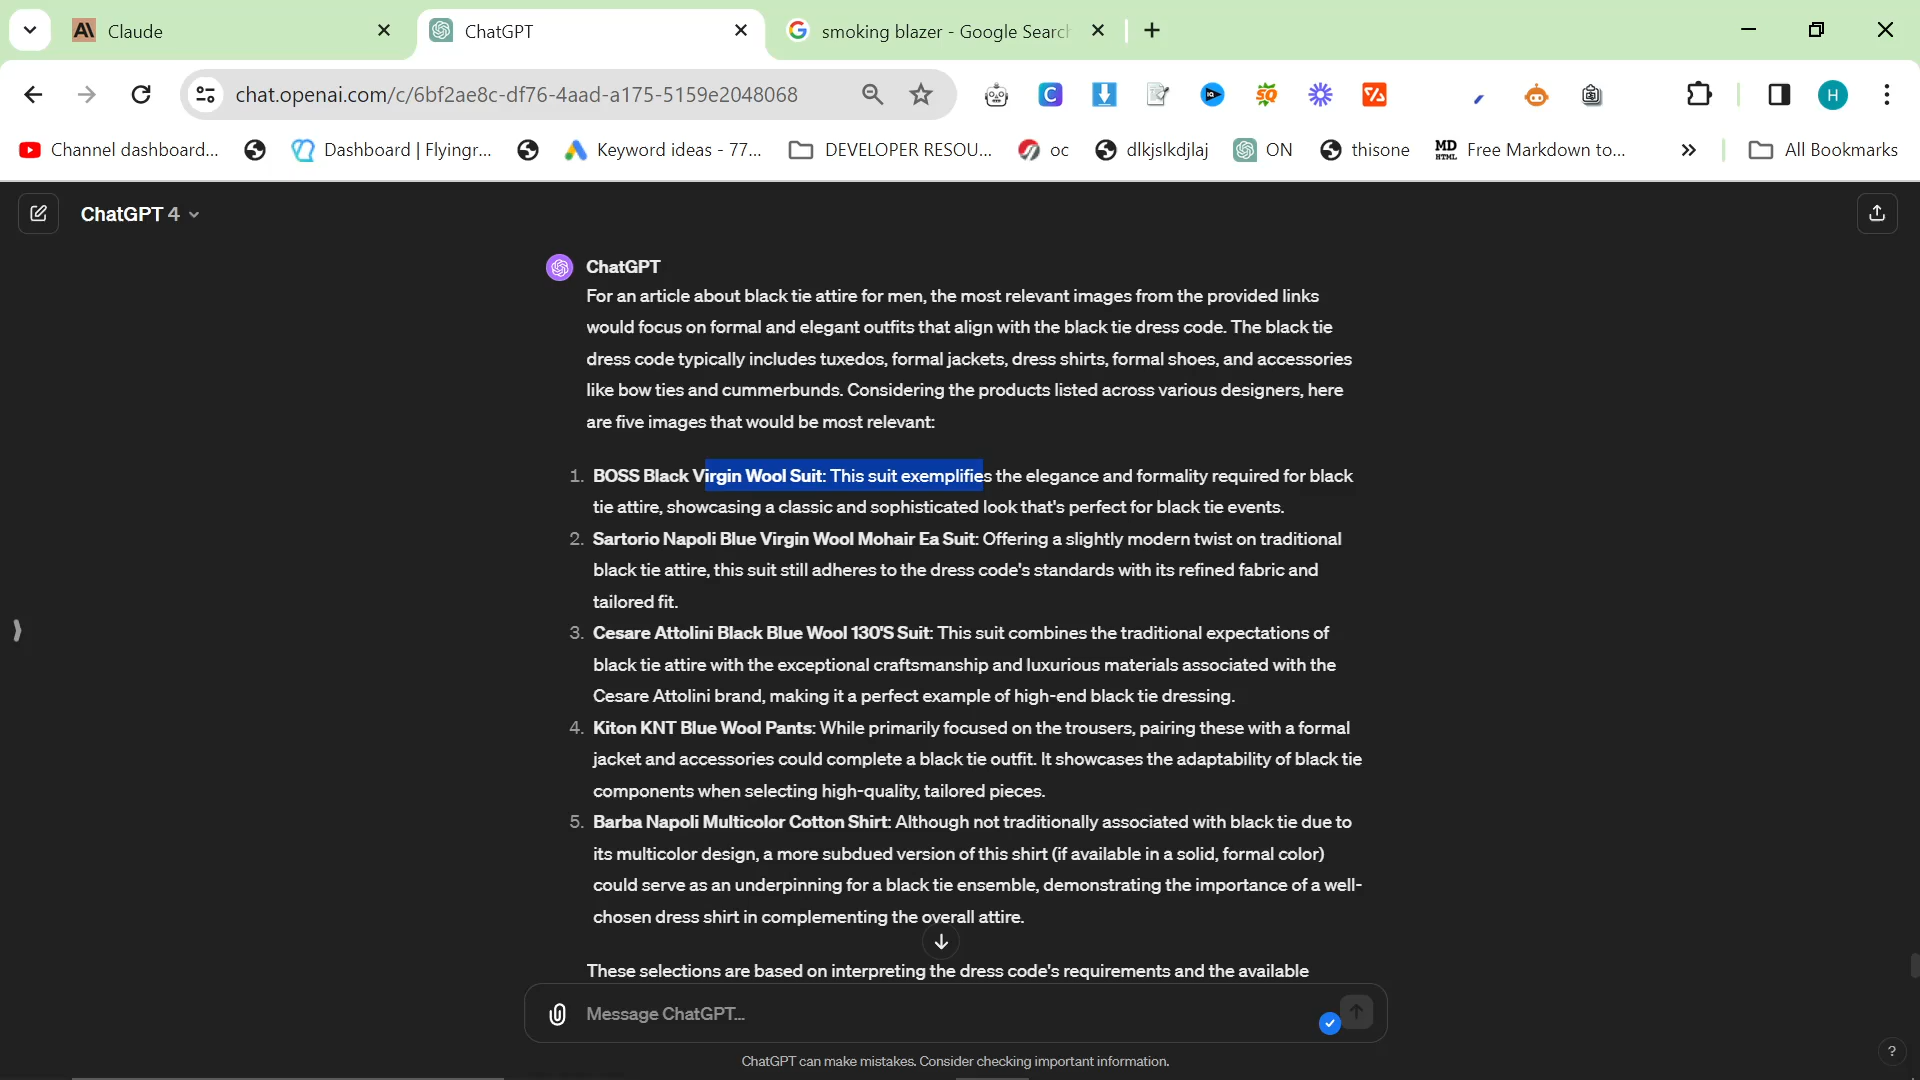 Claude
ChatGPT
smoking blazer - Google Search
chat.openai.com/c/6bf2ae8c-df76-4aad-a175-5159e2048068
H
Channel dashboard...
Dashboard | Flyingr...
Keyword ideas - 77...
DEVELOPER RESOU...
oc
dlkjslkdjlaj
ON
thisone
MD HTML
Free Markdown to...
All Bookmarks
ChatGPT 4
ChatGPT
For an article about black tie attire for men, the most relevant images from the provided links
would focus on formal and elegant outfits that align with the black tie dress code. The black tie
dress code typically includes tuxedos, formal jackets, dress shirts, formal shoes, and accessories
like bow ties and cummerbunds. Considering the products listed across various designers, here
are five images that would be most relevant:
1. BOSS Black Virgin Wool Suit: This suit exemplifies the elegance and formality required for black
tie attire, showcasing a classic and sophisticated look that's perfect for black tie events.
2. Sartorio Napoli Blue Virgin Wool Mohair Ea Suit: Offering a slightly modern twist on traditional
black tie attire, this suit still adheres to the dress code's standards with its refined fabric and
tailored fit.
3. Cesare Attolini Black Blue Wool 130'S Suit: This suit combines the traditional expectations of
black tie attire with the exceptional craftsmanship and luxurious materials associated with the
Cesare Attolini brand, making it a perfect example of high-end black tie dressing.
4. Kiton KNT Blue Wool Pants: While primarily focused on the trousers, pairing these with a formal
jacket and accessories could complete a black tie outfit. It showcases the adaptability of black tie
components when selecting high-quality, tailored pieces.
5. Barba Napoli Multicolor Cotton Shirt: Although not traditionally associated with black tie due to
its multicolor design, a more subdued version of this shirt (if available in a solid, formal color)
could serve as an underpinning for a black tie ensemble, demonstrating the importance of a well-
chosen dress shirt in complementing the overall attire.
These selections are based on interpreting the dress code's requirements and the available
Message ChatGPT...
ChatGPT can make mistakes. Consider checking important information.
?